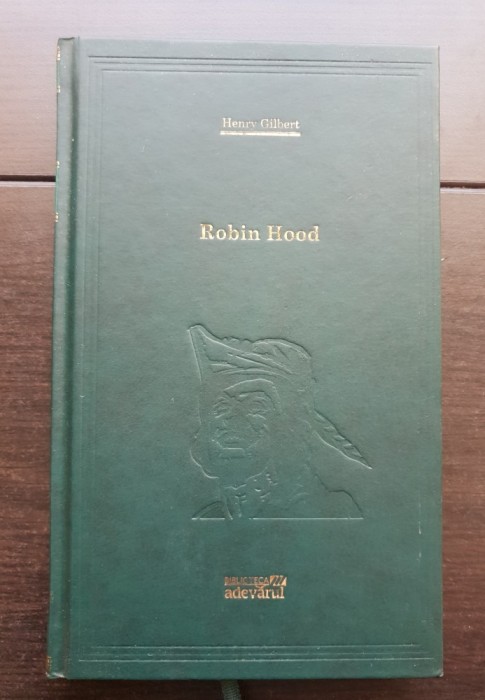 Henry Gilbert
Robin Hood
BIBLIOTECA
adevărul